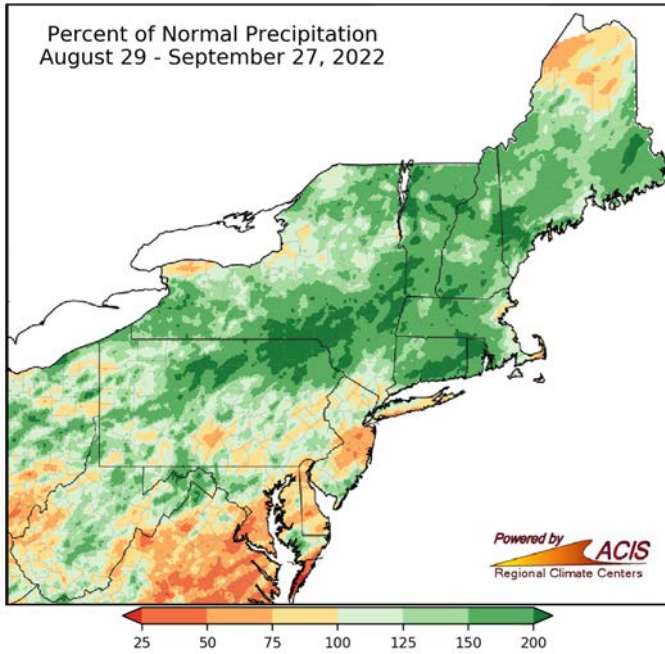 Percent of Normal Precipitation
August 29 - September 27, 2022
Powered by
ACIS
Regional Climate Centers
25 50 75 100 125 150 200